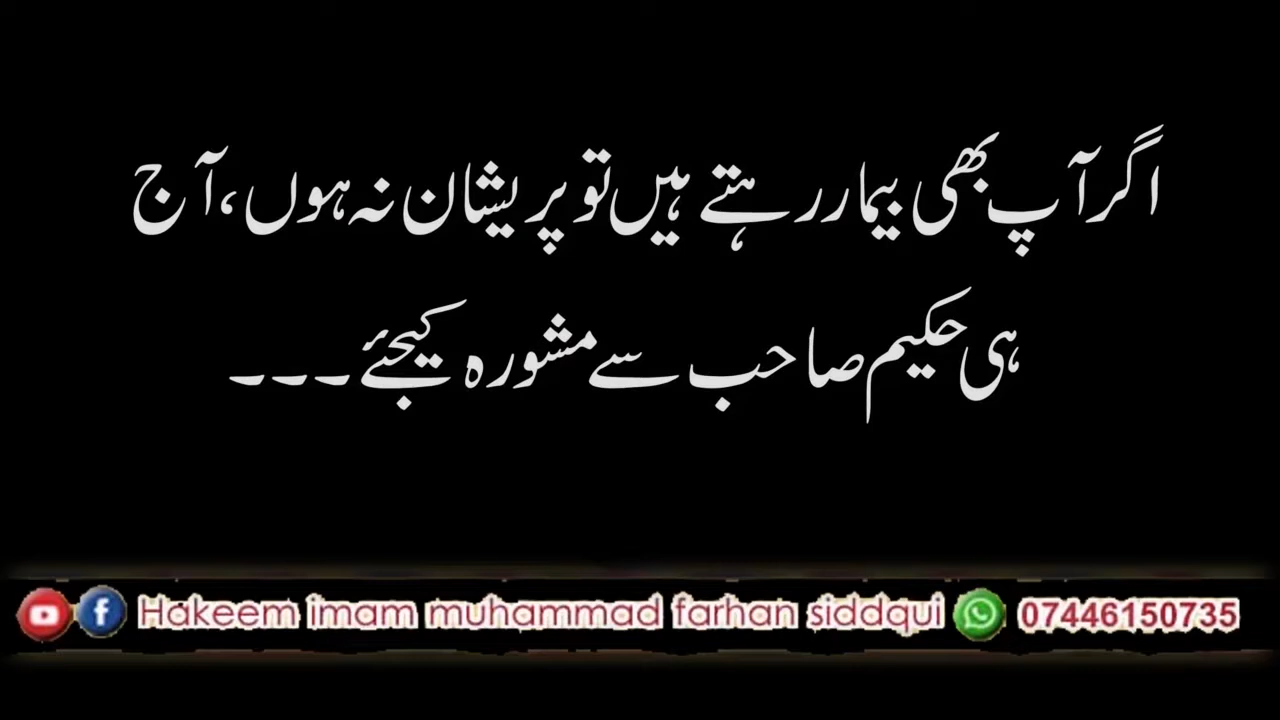 اگر آپ بھی بیمار رہتے ہیں تو پریشان نہ ہوں، آج
ہی حکیم صاحب سے مشورہ کیجئے ۔۔۔
Hakeem imam muhammad farhan siddqui 07446150735